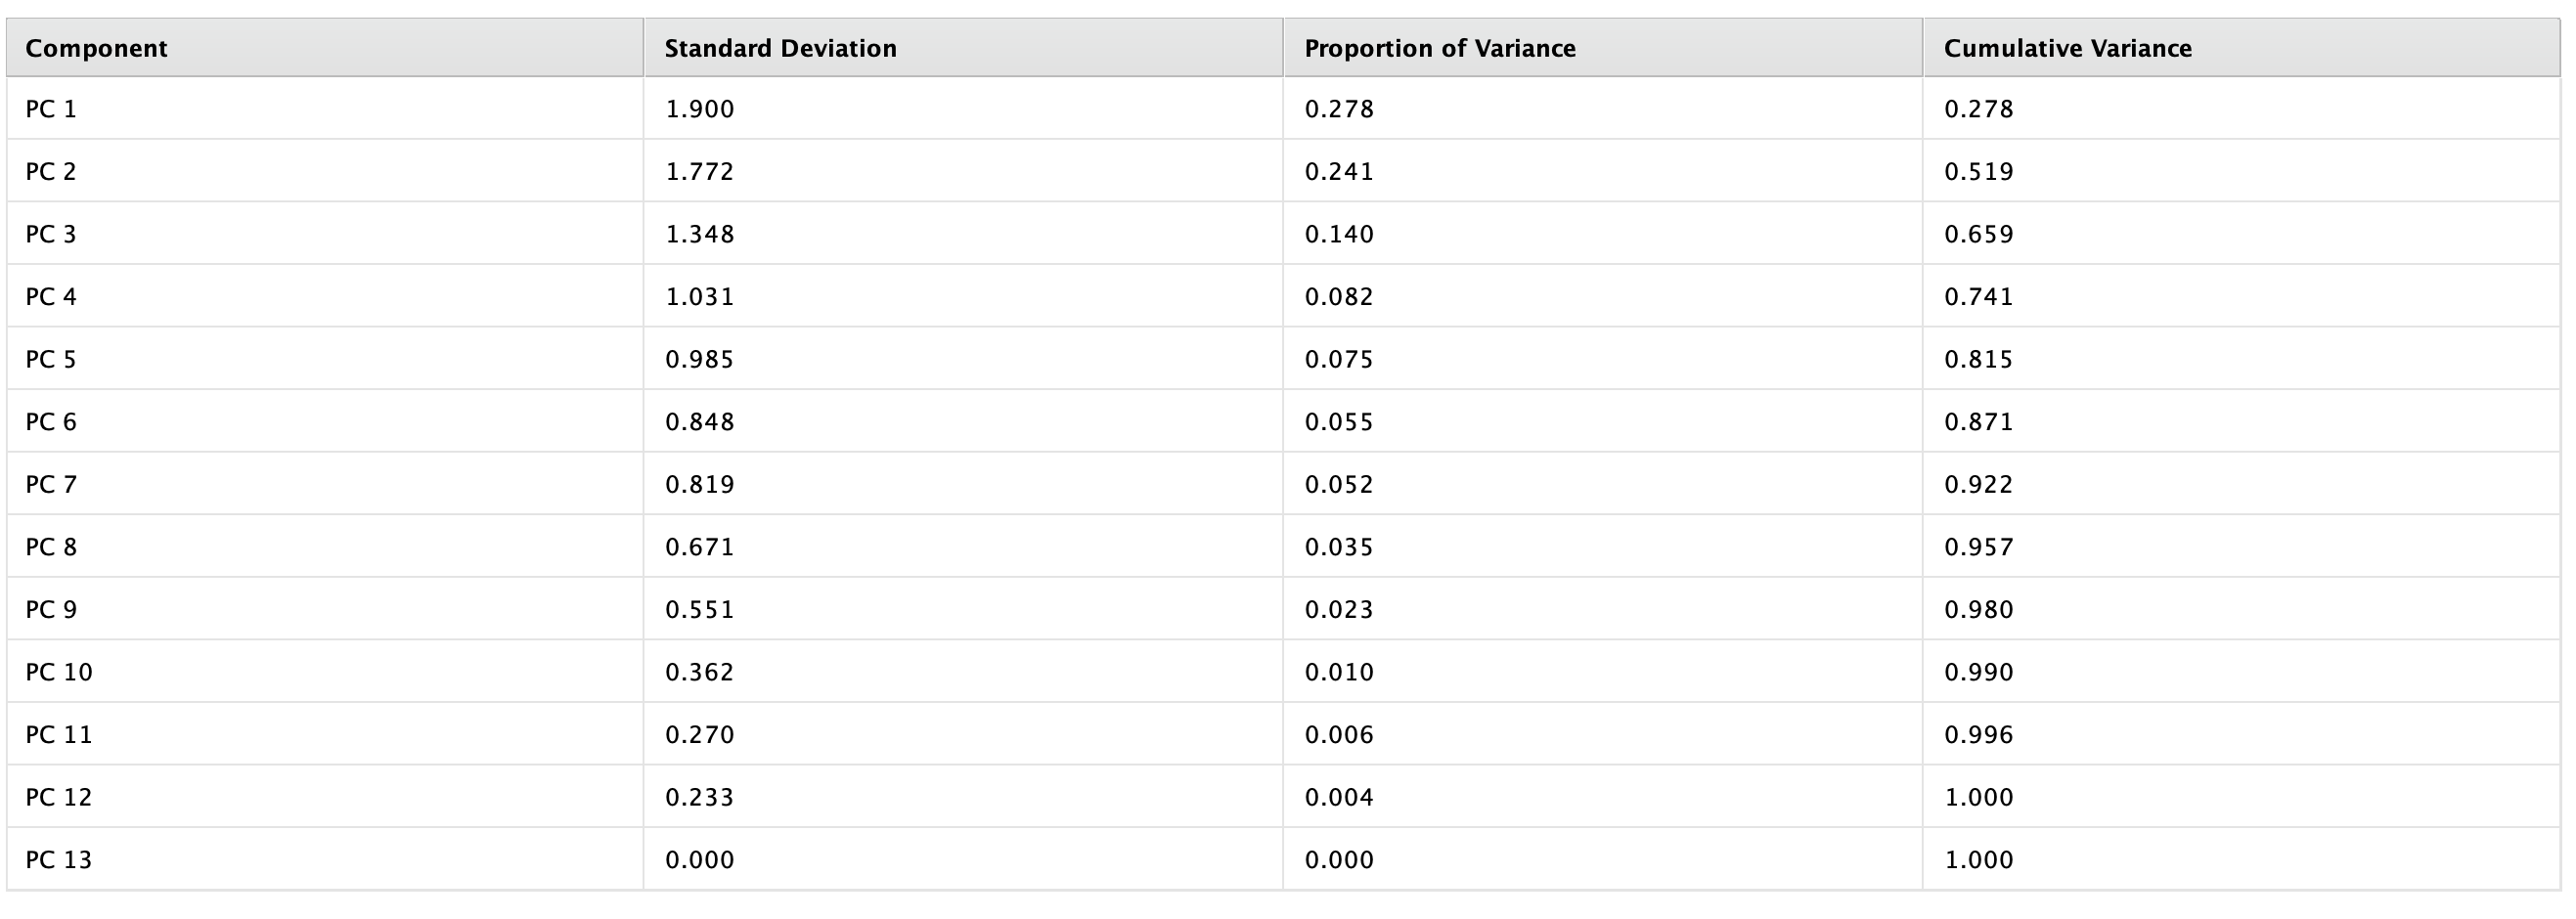 Component Standard Deviation Proportion of Variance Cumulative Variance
PC 1 1.900 0.278 0.278
PC 2 1.772 0.241 0.519
PC 3 1.348 0.140 0.659
PC 4 1.031 0.082 0.741
PC 5 0.985 0.075 0.815
PC 6 0.848 0.055 0.871
PC 7 0.819 0.052 0.922
PC 8 0.671 0.035 0.957
PC 9 0.551 0.023 0.980
PC 10 0.362 0.010 0.990
PC 11 0.270 0.006 0.996
PC 12 0.233 0.004 1.000
PC 13 0.000 0.000 1.000